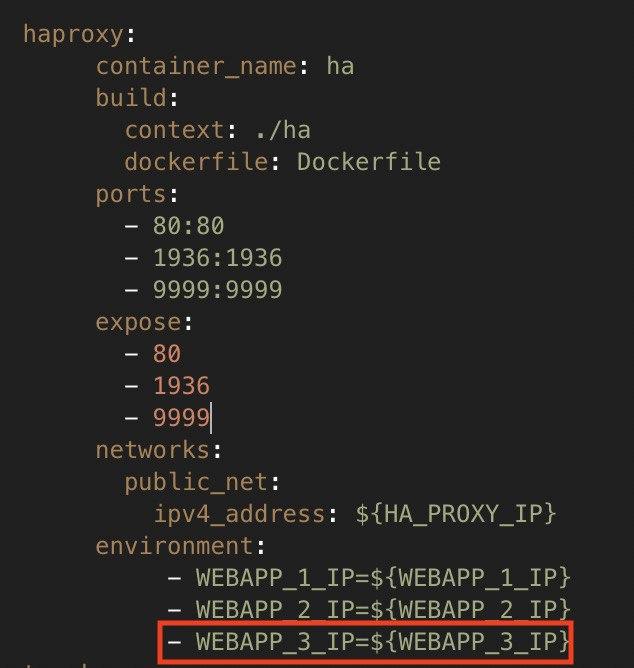 haproxy:
container_name: ha
build:
context: ./ha
dockerfile: Dockerfile
ports:
- 80:80
- 1936:1936
- 9999:9999
expose:
- 80
- 1936
- 9999
networks:
public_net:
ipv4_address: ${HA_PROXY_IP}
environment:
- WEBAPP_1_IP=${WEBAPP_1_IP}
- WEBAPP_2_IP=${WEBAPP_2_IP}
- WEBAPP_3_IP=${WEBAPP_3_IP}